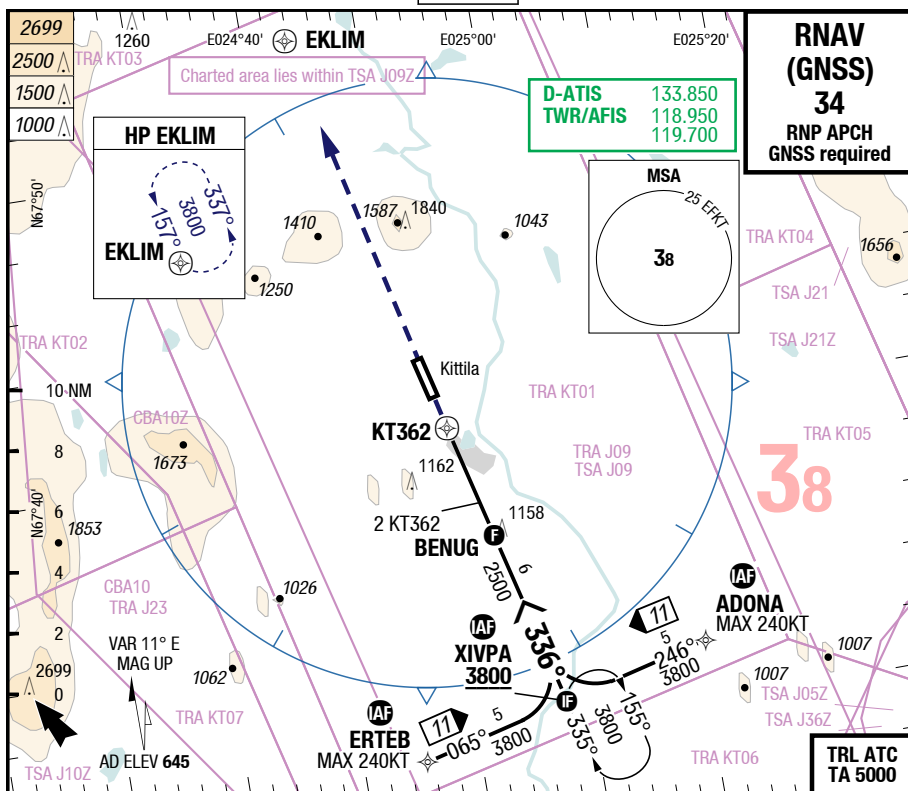 2699
2500
1500
1000
1260
TRA KT03
E024°40'
EKLIM
E025°00'
E025°20'
Charted area lies within TSA J09Z
D-ATIS 133.850
TWR/AFIS 118.950
119.700
RNAV
(GNSS)
34
RNP APCH
GNSS required
HP EKLIM
337°
3800
157°
EKLIM
N67°50'
1410
1587
1840
1043
1250
MSA
25 EFKT
38
TRA KT04
1656
TSA J21
TSA J21Z
TRA KT02
Kittila
TRA KT01
10 NM
CBA10Z
KT362
TRA KT05
8
1673
1162
TRA J09
TSA J09
38
6
N67°40'
1853
2 KT362
1158
BENUG
F
4
CBA10
TRA J23
1026
6
2500
IAF
ADONA
MAX 240KT
11
5
246°
3800
2
VAR 11° E
MAG UP
IAF
XIVPA
3800
336°
1007
2699
0
1062
1007
IF
155°
3800
335°
TSA J05Z
TSA J36Z
TRA KT07
IAF
ERTEB
MAX 240KT
11
5
065°
3800
AD ELEV 645
TSA J10Z
TRA KT06
TRL ATC
TA 5000